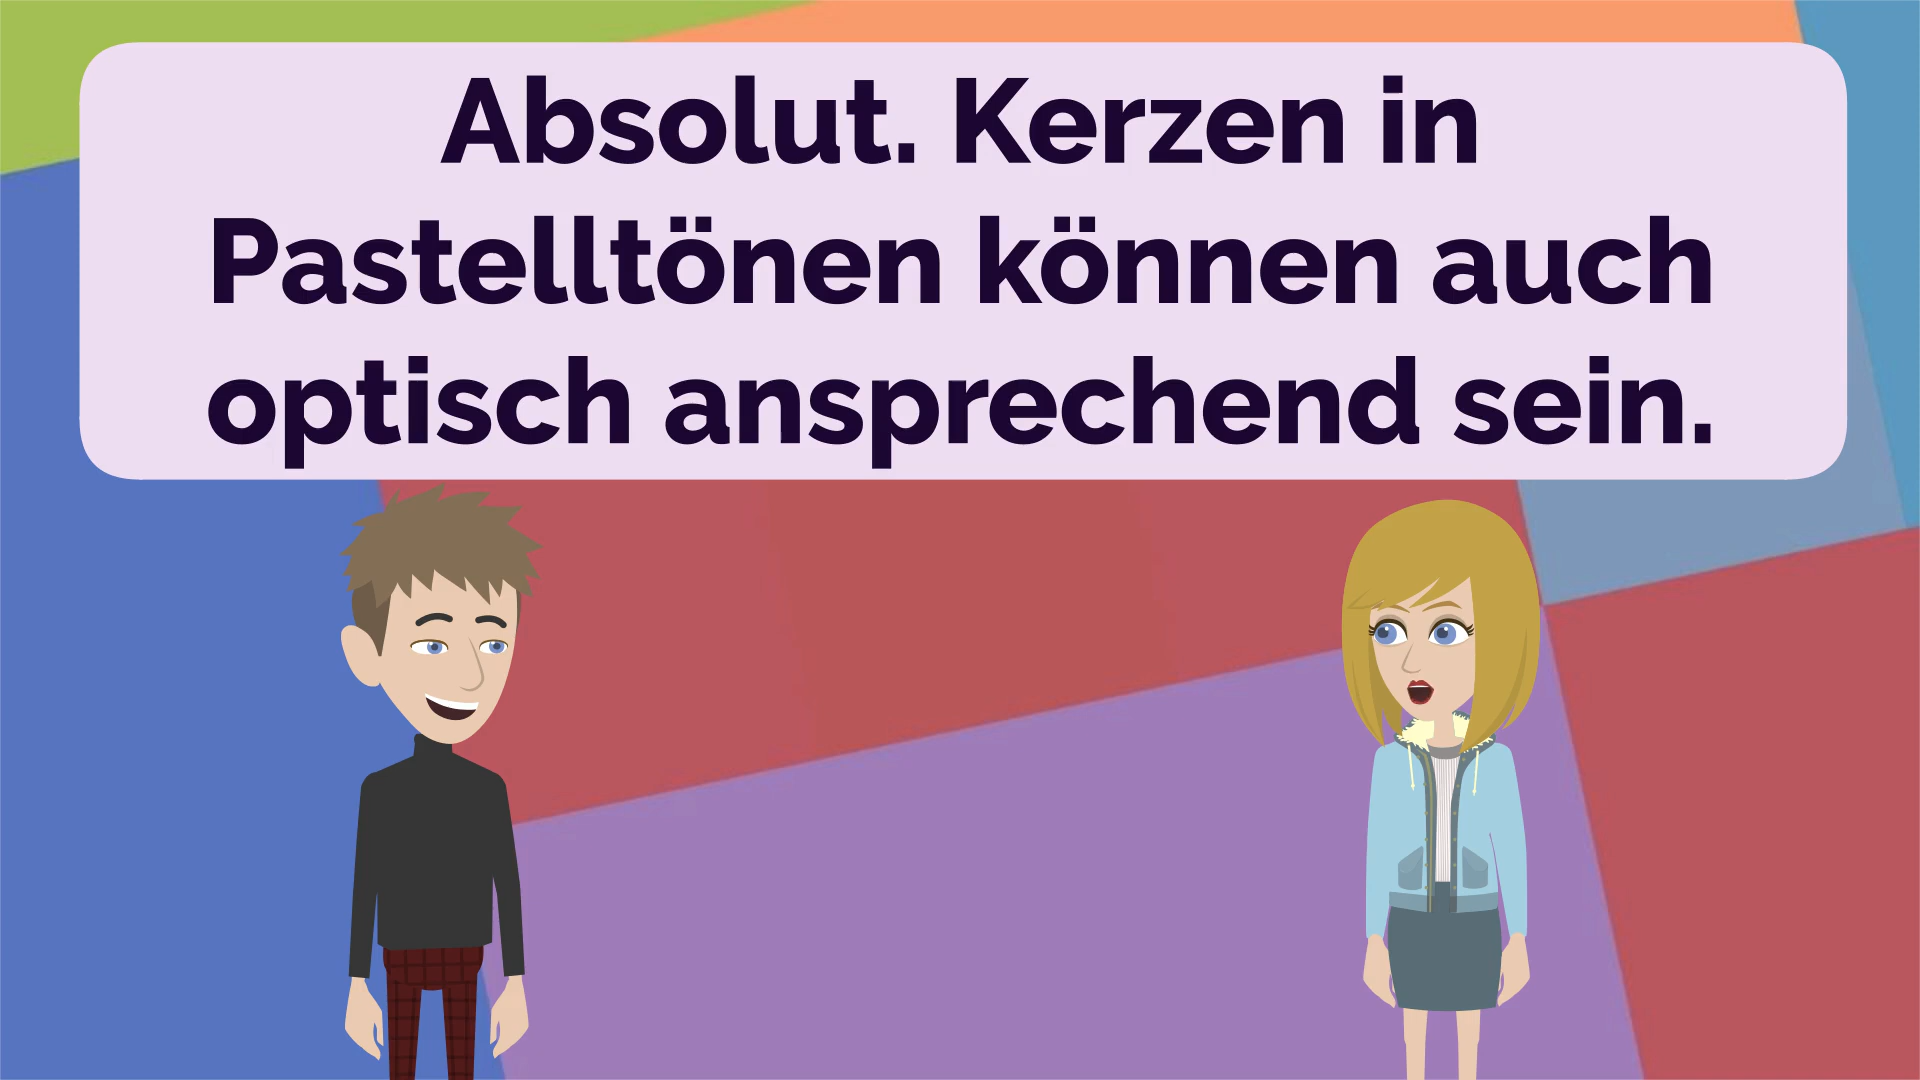 Absolut. Kerzen in
Pastelltönen können auch
optisch ansprechend sein.